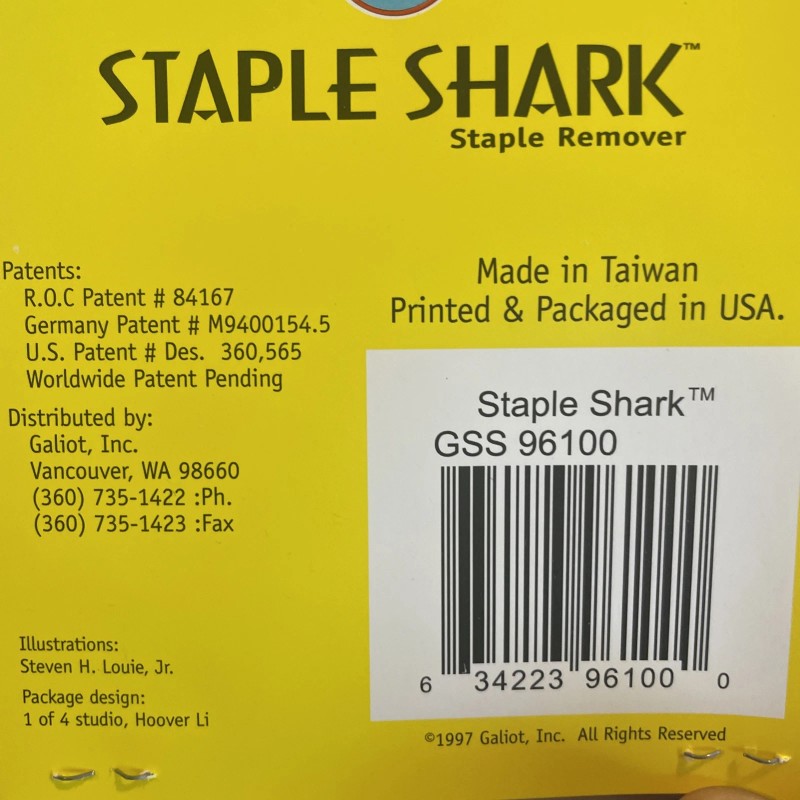 STAPLE SHARK™
Staple Remover
Patents:
R.O.C Patent # 84167
Germany Patent # M9400154.5
U.S. Patent # Des. 360,565
Worldwide Patent Pending
Distributed by:
Galiot, Inc.
Vancouver, WA 98660
(360) 735-1422 :Ph.
(360) 735-1423 :Fax
Illustrations:
Steven H. Louie, Jr.
Package design:
1 of 4 studio, Hoover Li
Made in Taiwan
Printed & Packaged in USA.
Staple Shark™
GSS 96100
6 34223 96100 0
©1997 Galiot, Inc. All Rights Reserved